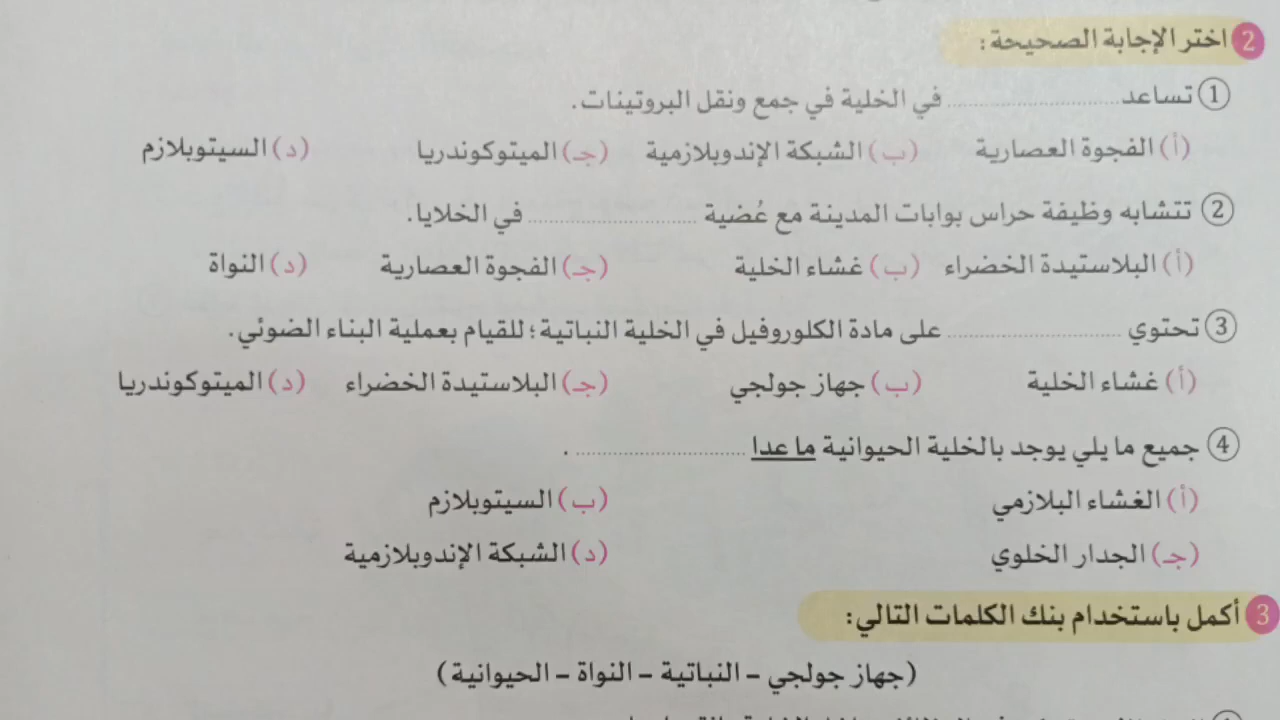 2 اختر الإجابة الصحيحة:
① تساعد .............................. في الخلية في جمع ونقل البروتينات.
(أ) الفجوة العصارية (ب) الشبكة الإندوبلازمية (جـ) الميتوكوندريا (د) السيتوبلازم
② تتشابه وظيفة حراس بوابات المدينة مع عُضية .............................. في الخلايا.
(أ) البلاستيدة الخضراء (ب) غشاء الخلية (جـ) الفجوة العصارية (د) النواة
③ تحتوي .............................. على مادة الكلوروفيل في الخلية النباتية؛ للقيام بعملية البناء الضوئي.
(أ) غشاء الخلية (ب) جهاز جولجي (جـ) البلاستيدة الخضراء (د) الميتوكوندريا
④ جميع ما يلي يوجد بالخلية الحيوانية ما عدا .............................. .
(أ) الغشاء البلازمي (ب) السيتوبلازم
(جـ) الجدار الخلوي (د) الشبكة الإندوبلازمية
3 أكمل باستخدام بنك الكلمات التالي:
(جهاز جولجي – النباتية – النواة – الحيوانية)